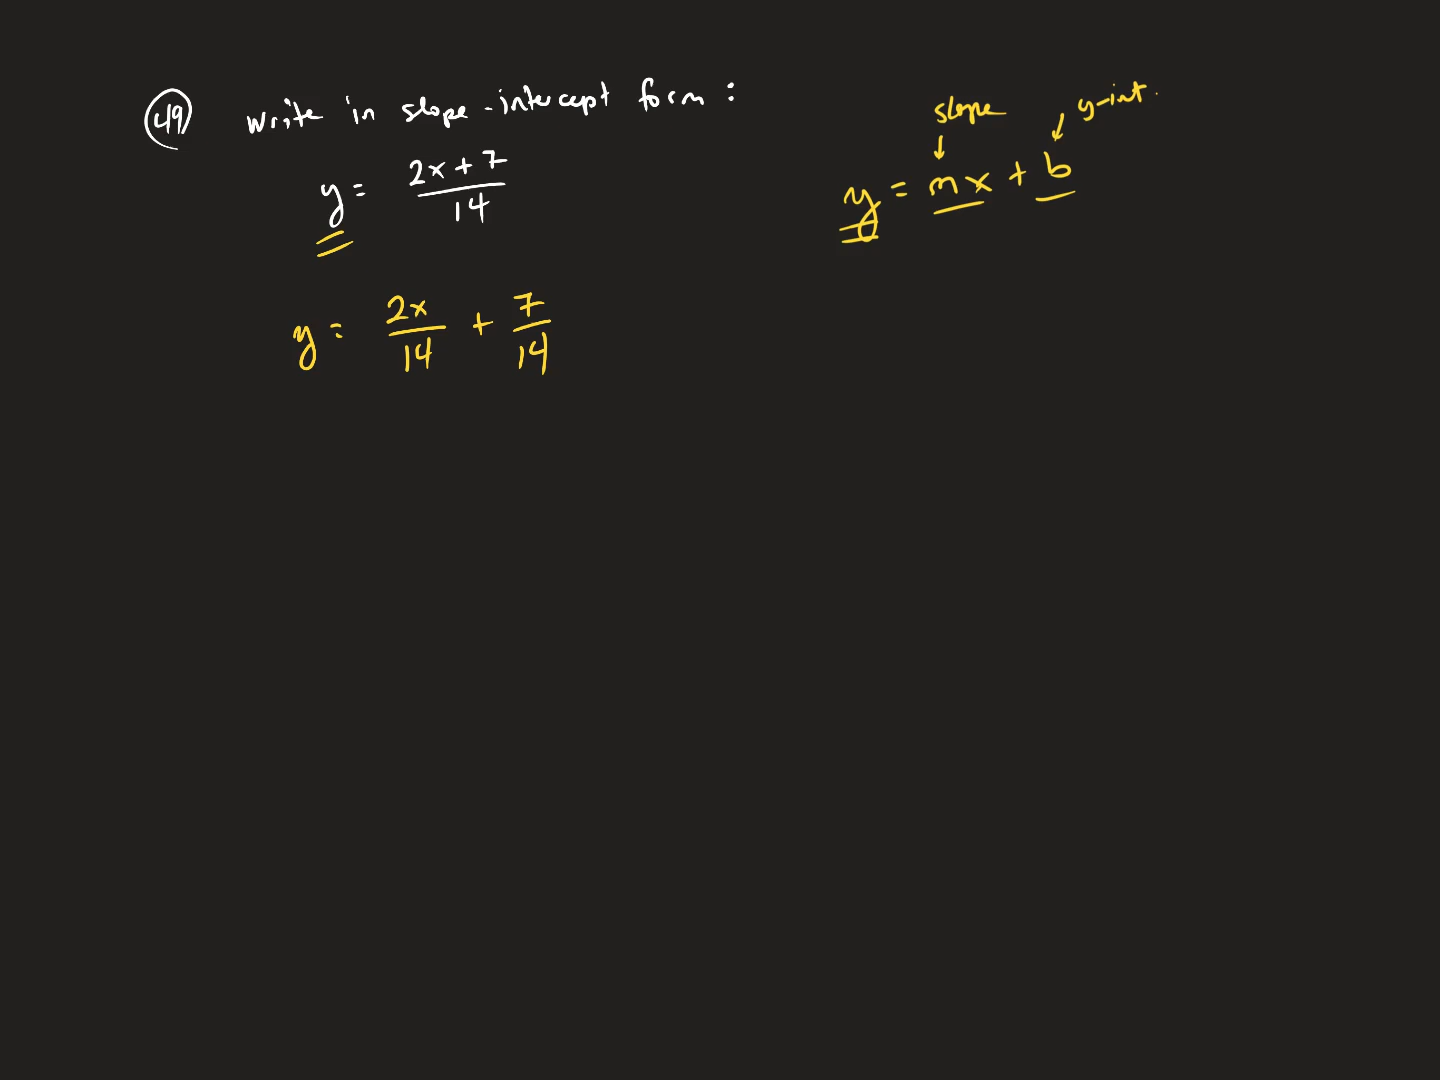 49 Write in slope-intercept form:
y = (2x + 7)/14
slope
y-int.
y = mx + b
y = 2x/14 + 7/14